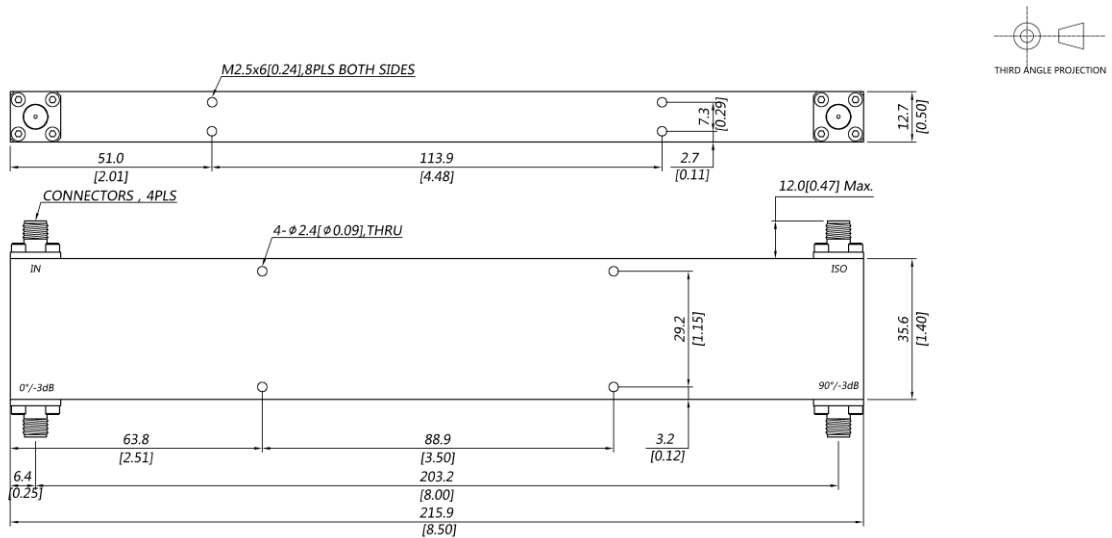 THIRD ANGLE PROJECTION
M2.5x6[0.24],8PLS BOTH SIDES
7.3
[0.29]
12.7
[0.50]
51.0
[2.01]
113.9
[4.48]
2.7
[0.11]
CONNECTORS , 4PLS
12.0[0.47] Max.
4-ϕ2.4[ϕ0.09],THRU
IN
ISO
29.2
[1.15]
35.6
[1.40]
0°/-3dB
90°/-3dB
63.8
[2.51]
88.9
[3.50]
3.2
[0.12]
6.4
[0.25]
203.2
[8.00]
215.9
[8.50]